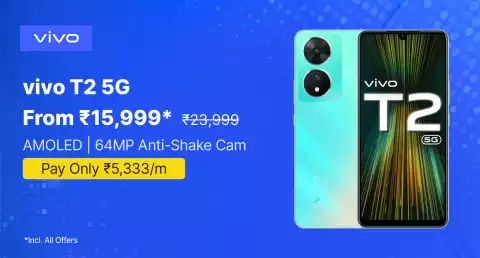 vivo
vivo T2 5G
From ₹15,999* ₹23,999
AMOLED | 64MP Anti-Shake Cam
Pay Only ₹5,333/m
*Incl. All Offers
vivo
T2
5G